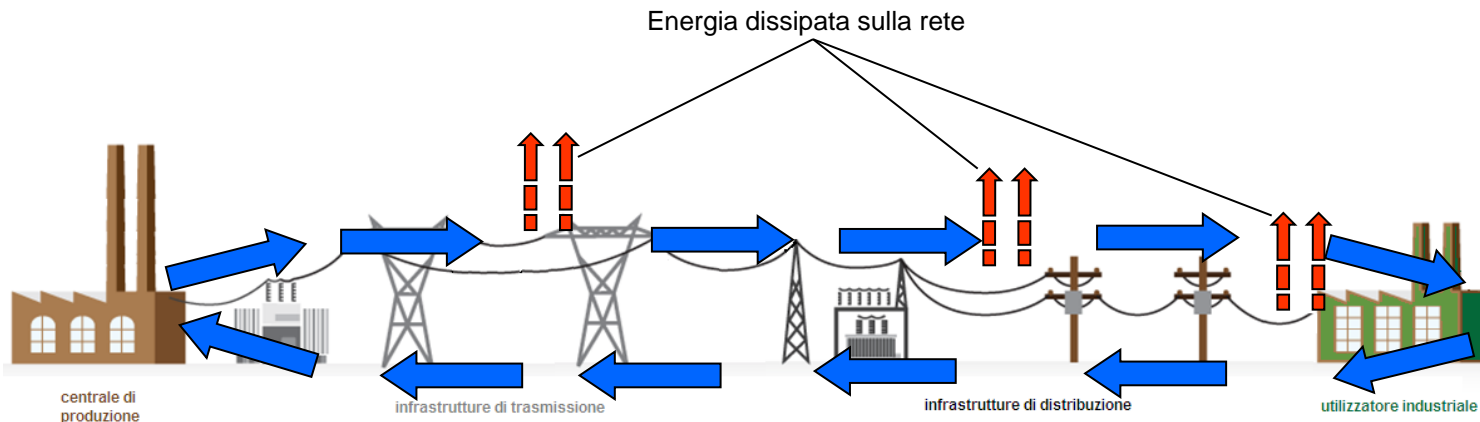 Energia dissipata sulla rete
centrale di
produzione
infrastrutture di trasmissione
infrastrutture di distribuzione
utilizzatore industriale